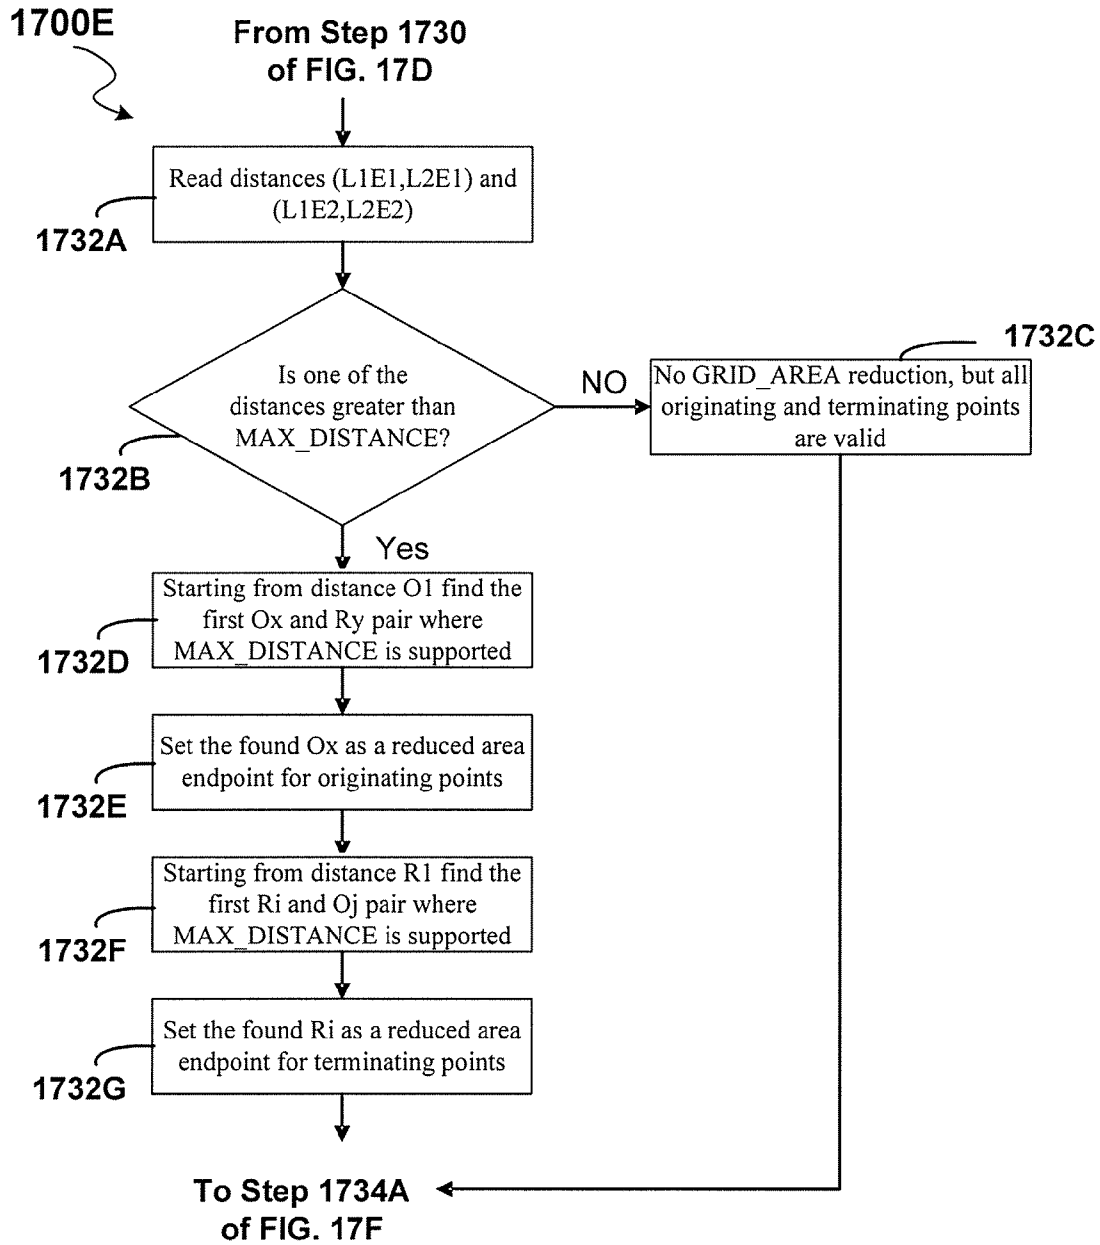 1700E
From Step 1730
of FIG. 17D
Read distances (L1E1,L2E1) and
(L1E2,L2E2)
1732A
Is one of the
distances greater than
MAX_DISTANCE?
1732B
NO
1732C
No GRID_AREA reduction, but all
originating and terminating points
are valid
Yes
Starting from distance O1 find the
first Ox and Ry pair where
MAX_DISTANCE is supported
1732D
Set the found Ox as a reduced area
endpoint for originating points
1732E
Starting from distance R1 find the
first Ri and Oj pair where
MAX_DISTANCE is supported
1732F
Set the found Ri as a reduced area
endpoint for terminating points
1732G
To Step 1734A
of FIG. 17F